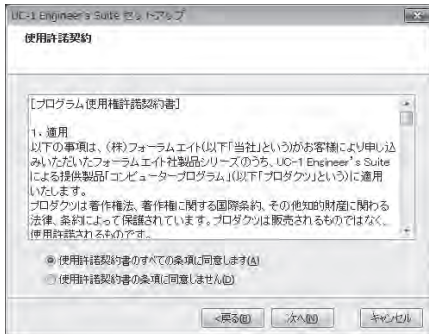 UC-1 Engineer's Suite セットアップ
使用許諾契約
[プログラム使用権許諾契約書]
1. 適用
以下の事項は、(株)フォーラムエイト(以下「当社」という)がお客様により申し込
みいただいたフォーラムエイト社製品シリーズのうち、UC-1 Engineer's Suite
による提供製品「コンピュータープログラム」(以下「プロダクツ」という)に適用
いたします。
プロダクツは著作権法、著作権に関する国際条約、その他知的財産に関わる
法律、条約によって保護されています。プロダクツは販売されるものではなく、
使用許諾されるものです。
使用許諾契約書のすべての条項に同意します(A)
使用許諾契約書の条項に同意しません(D)
<戻る(B) 次へ(N) キャンセル